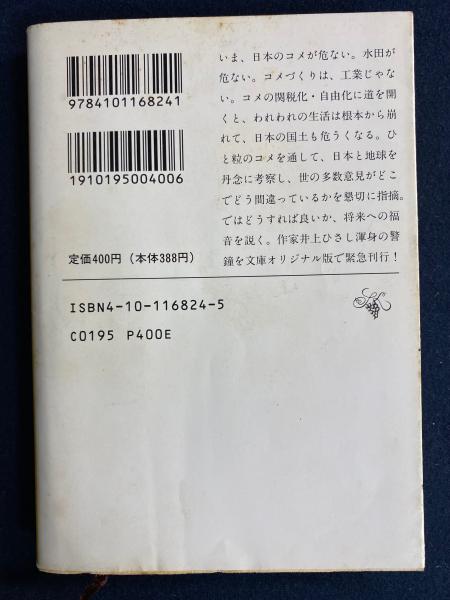 9784101168241
1910195004006
定価400円（本体388円）
いま、日本のコメが危ない。水田が
危ない。コメづくりは、工業じゃな
い。コメの関税化・自由化に道を開
くと、われわれの生活は根本から崩
れて、日本の国土も危うくなる。ひ
と粒のコメを通して、日本と地球を
丹念に考察し、世の多数意見がどこ
でどう間違っているかを懇切に指摘。
ではどうすれば良いか、将来への福
音を説く。作家井上ひさし渾身の警
鐘を文庫オリジナル版で緊急刊行！
ISBN4-10-116824-5
C0195 P400E